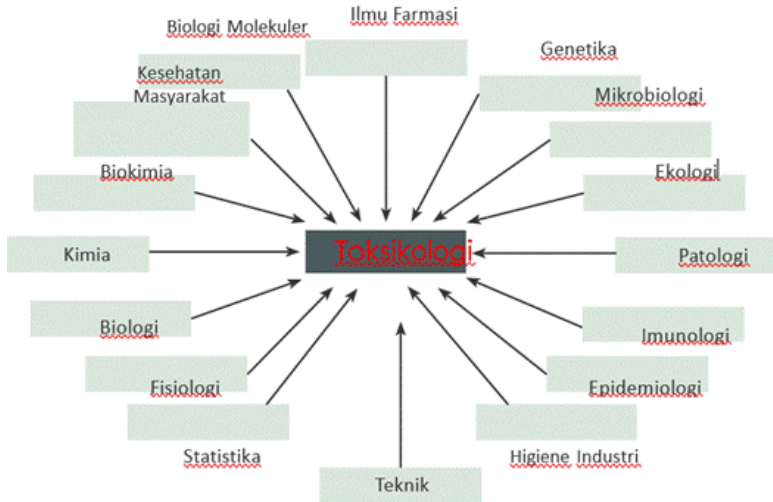 Ilmu Farmasi
Biologi Molekuler
Genetika
Kesehatan
Masyarakat
Mikrobiologi
Biokimia
Ekologi
Kimia
Toksikologi
Patologi
Biologi
Imunologi
Fisiologi
Epidemiologi
Statistika
Higiene Industri
Teknik